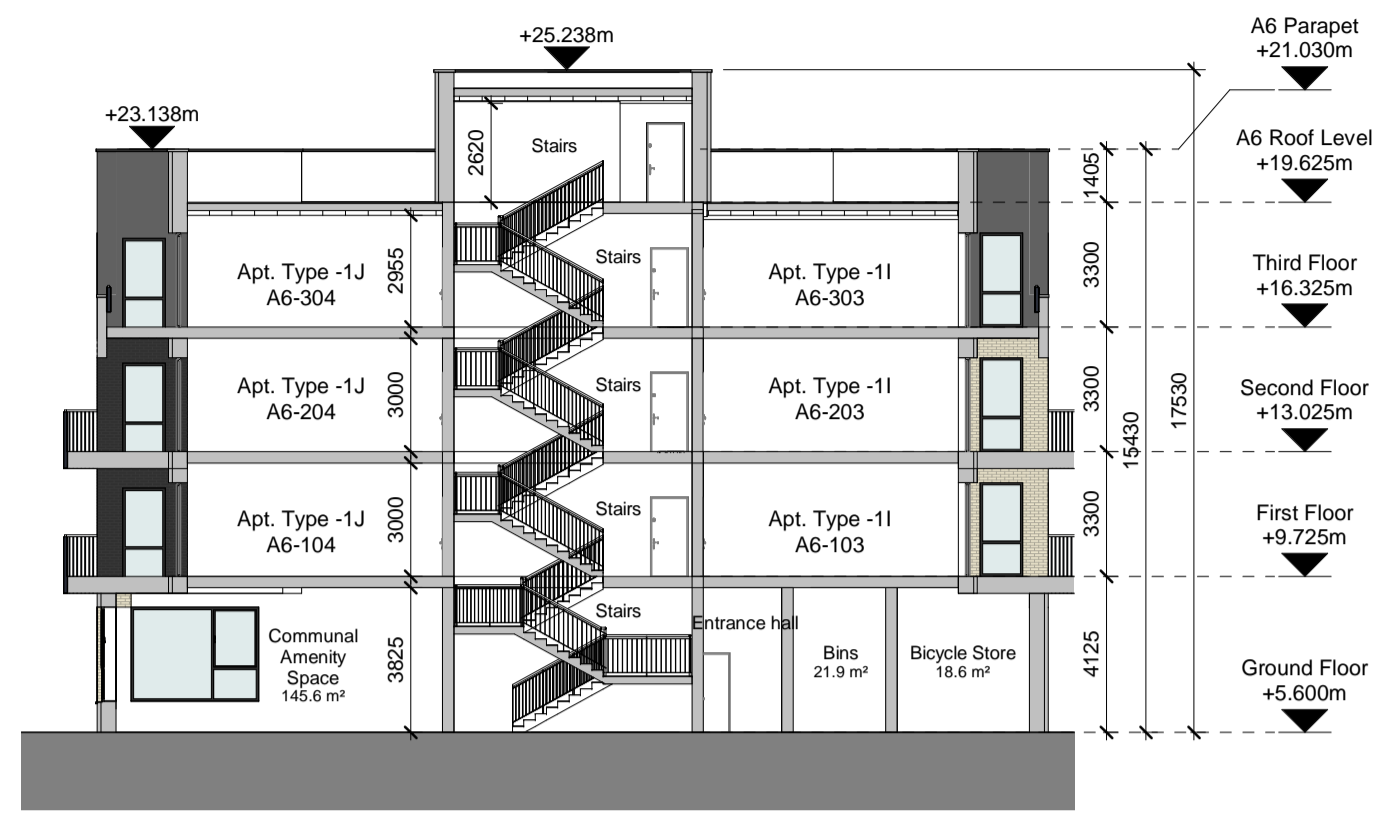 +25.238m
A6 Parapet
+21.030m
+23.138m
A6 Roof Level
+19.625m
2620
Stairs
1405
Apt. Type -1J
A6-304
2955
Stairs
Apt. Type -1I
A6-303
3300
Third Floor
+16.325m
Apt. Type -1J
A6-204
3000
Stairs
Apt. Type -1I
A6-203
3300
15430
17530
Second Floor
+13.025m
Apt. Type -1J
A6-104
3000
Stairs
Apt. Type -1I
A6-103
3300
First Floor
+9.725m
Communal
Amenity
Space
145.6 m²
3825
Stairs
Entrance hall
Bins
21.9 m²
Bicycle Store
18.6 m²
4125
Ground Floor
+5.600m